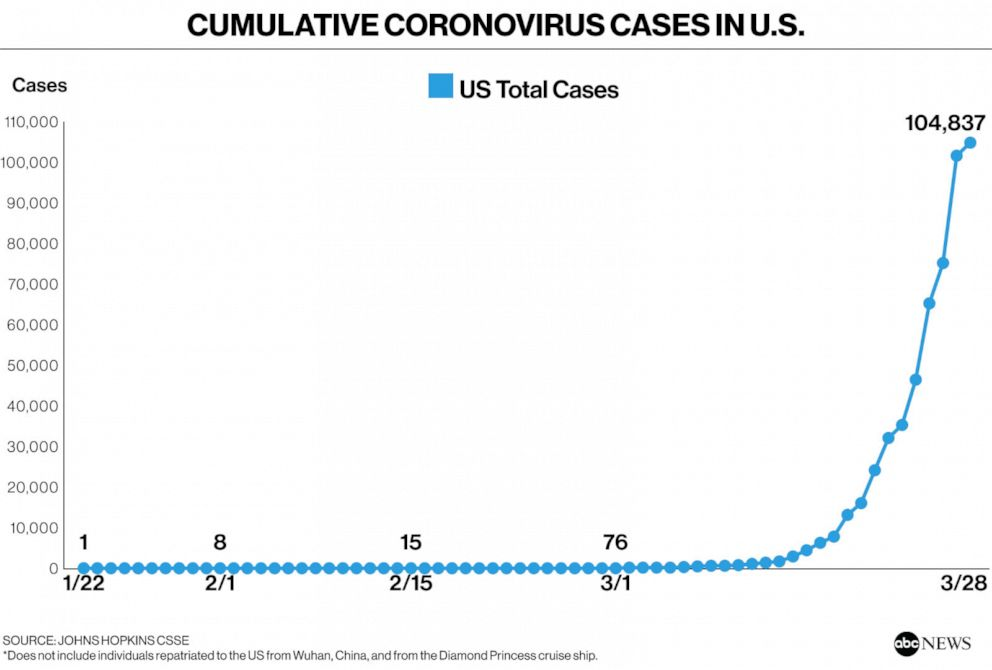 CUMULATIVE CORONOVIRUS CASES IN U.S.
Cases
US Total Cases
110,000
104,837
100,000
90,000
80,000
70,000
60,000
50,000
40,000
30,000
20,000
10,000
1 8 15 76
0
1/22 2/1 2/15 3/1 3/28
SOURCE: JOHNS HOPKINS CSSE
*Does not include individuals repatriated to the US from Wuhan, China, and from the Diamond Princess cruise ship.
abc NEWS